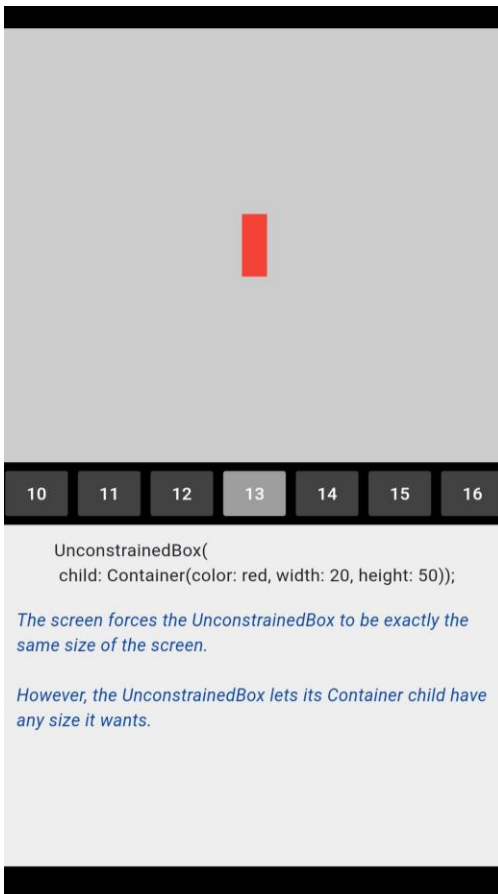 10 11 12 13 14 15 16
UnconstrainedBox(
child: Container(color: red, width: 20, height: 50));
The screen forces the UnconstrainedBox to be exactly the
same size of the screen.
However, the UnconstrainedBox lets its Container child have
any size it wants.